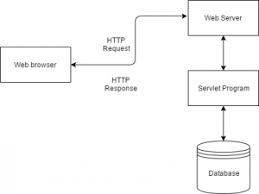 Web Server
HTTP
Request
Web browser
HTTP
Response
Servlet Program
Database